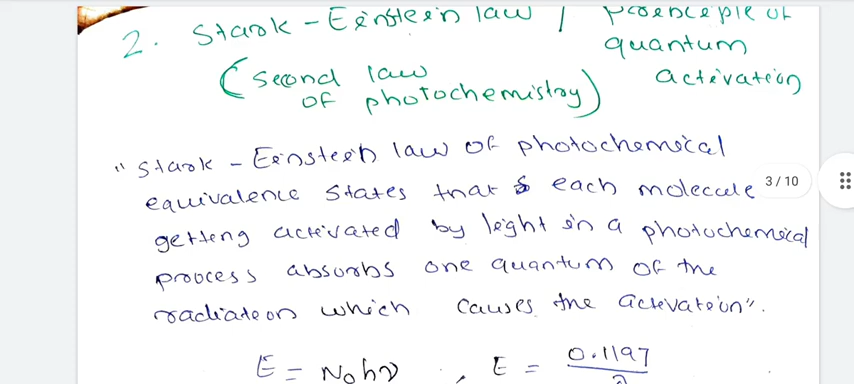 2. Stark - Einstein law / principle of
quantum
activation
(second law
of photochemistry)
"Stark - Einstein law of photochemical
equivalence states that each molecule
3 / 10
getting activated by light in a photochemical
process absorbs one quantum of the
radiation which causes the activation".
E = N₀hν , E = 0.1197
λ